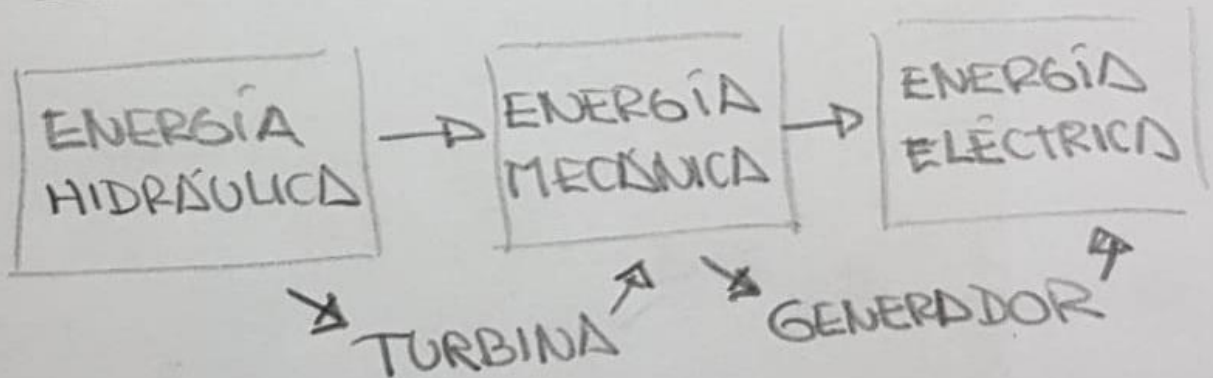 ENERGÍA
HIDRÁULICA
ENERGÍA
MECÁNICA
ENERGÍA
ELÉCTRICA
TURBINA
GENERADOR